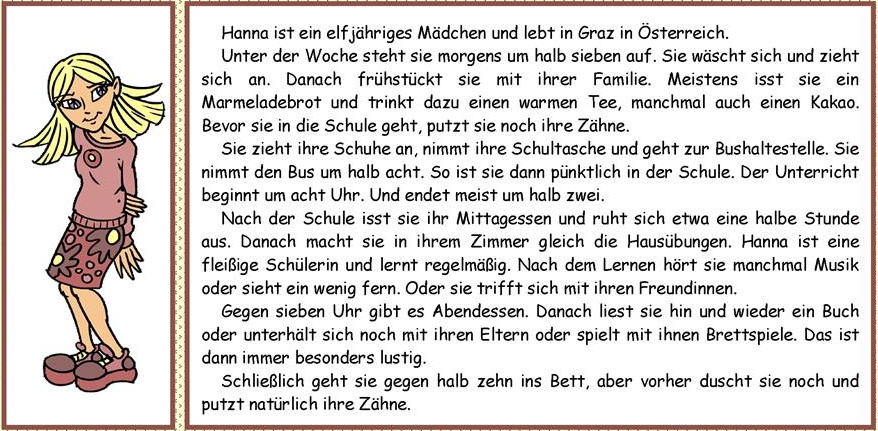 Hanna ist ein elfjähriges Mädchen und lebt in Graz in Österreich.
Unter der Woche steht sie morgens um halb sieben auf. Sie wäscht sich und zieht
sich an. Danach frühstückt sie mit ihrer Familie. Meistens isst sie ein
Marmeladebrot und trinkt dazu einen warmen Tee, manchmal auch einen Kakao.
Bevor sie in die Schule geht, putzt sie noch ihre Zähne.
Sie zieht ihre Schuhe an, nimmt ihre Schultasche und geht zur Bushaltestelle. Sie
nimmt den Bus um halb acht. So ist sie dann pünktlich in der Schule. Der Unterricht
beginnt um acht Uhr. Und endet meist um halb zwei.
Nach der Schule isst sie ihr Mittagessen und ruht sich etwa eine halbe Stunde
aus. Danach macht sie in ihrem Zimmer gleich die Hausübungen. Hanna ist eine
fleißige Schülerin und lernt regelmäßig. Nach dem Lernen hört sie manchmal Musik
oder sieht ein wenig fern. Oder sie trifft sich mit ihren Freundinnen.
Gegen sieben Uhr gibt es Abendessen. Danach liest sie hin und wieder ein Buch
oder unterhält sich noch mit ihren Eltern oder spielt mit ihnen Brettspiele. Das ist
dann immer besonders lustig.
Schließlich geht sie gegen halb zehn ins Bett, aber vorher duscht sie noch und
putzt natürlich ihre Zähne.